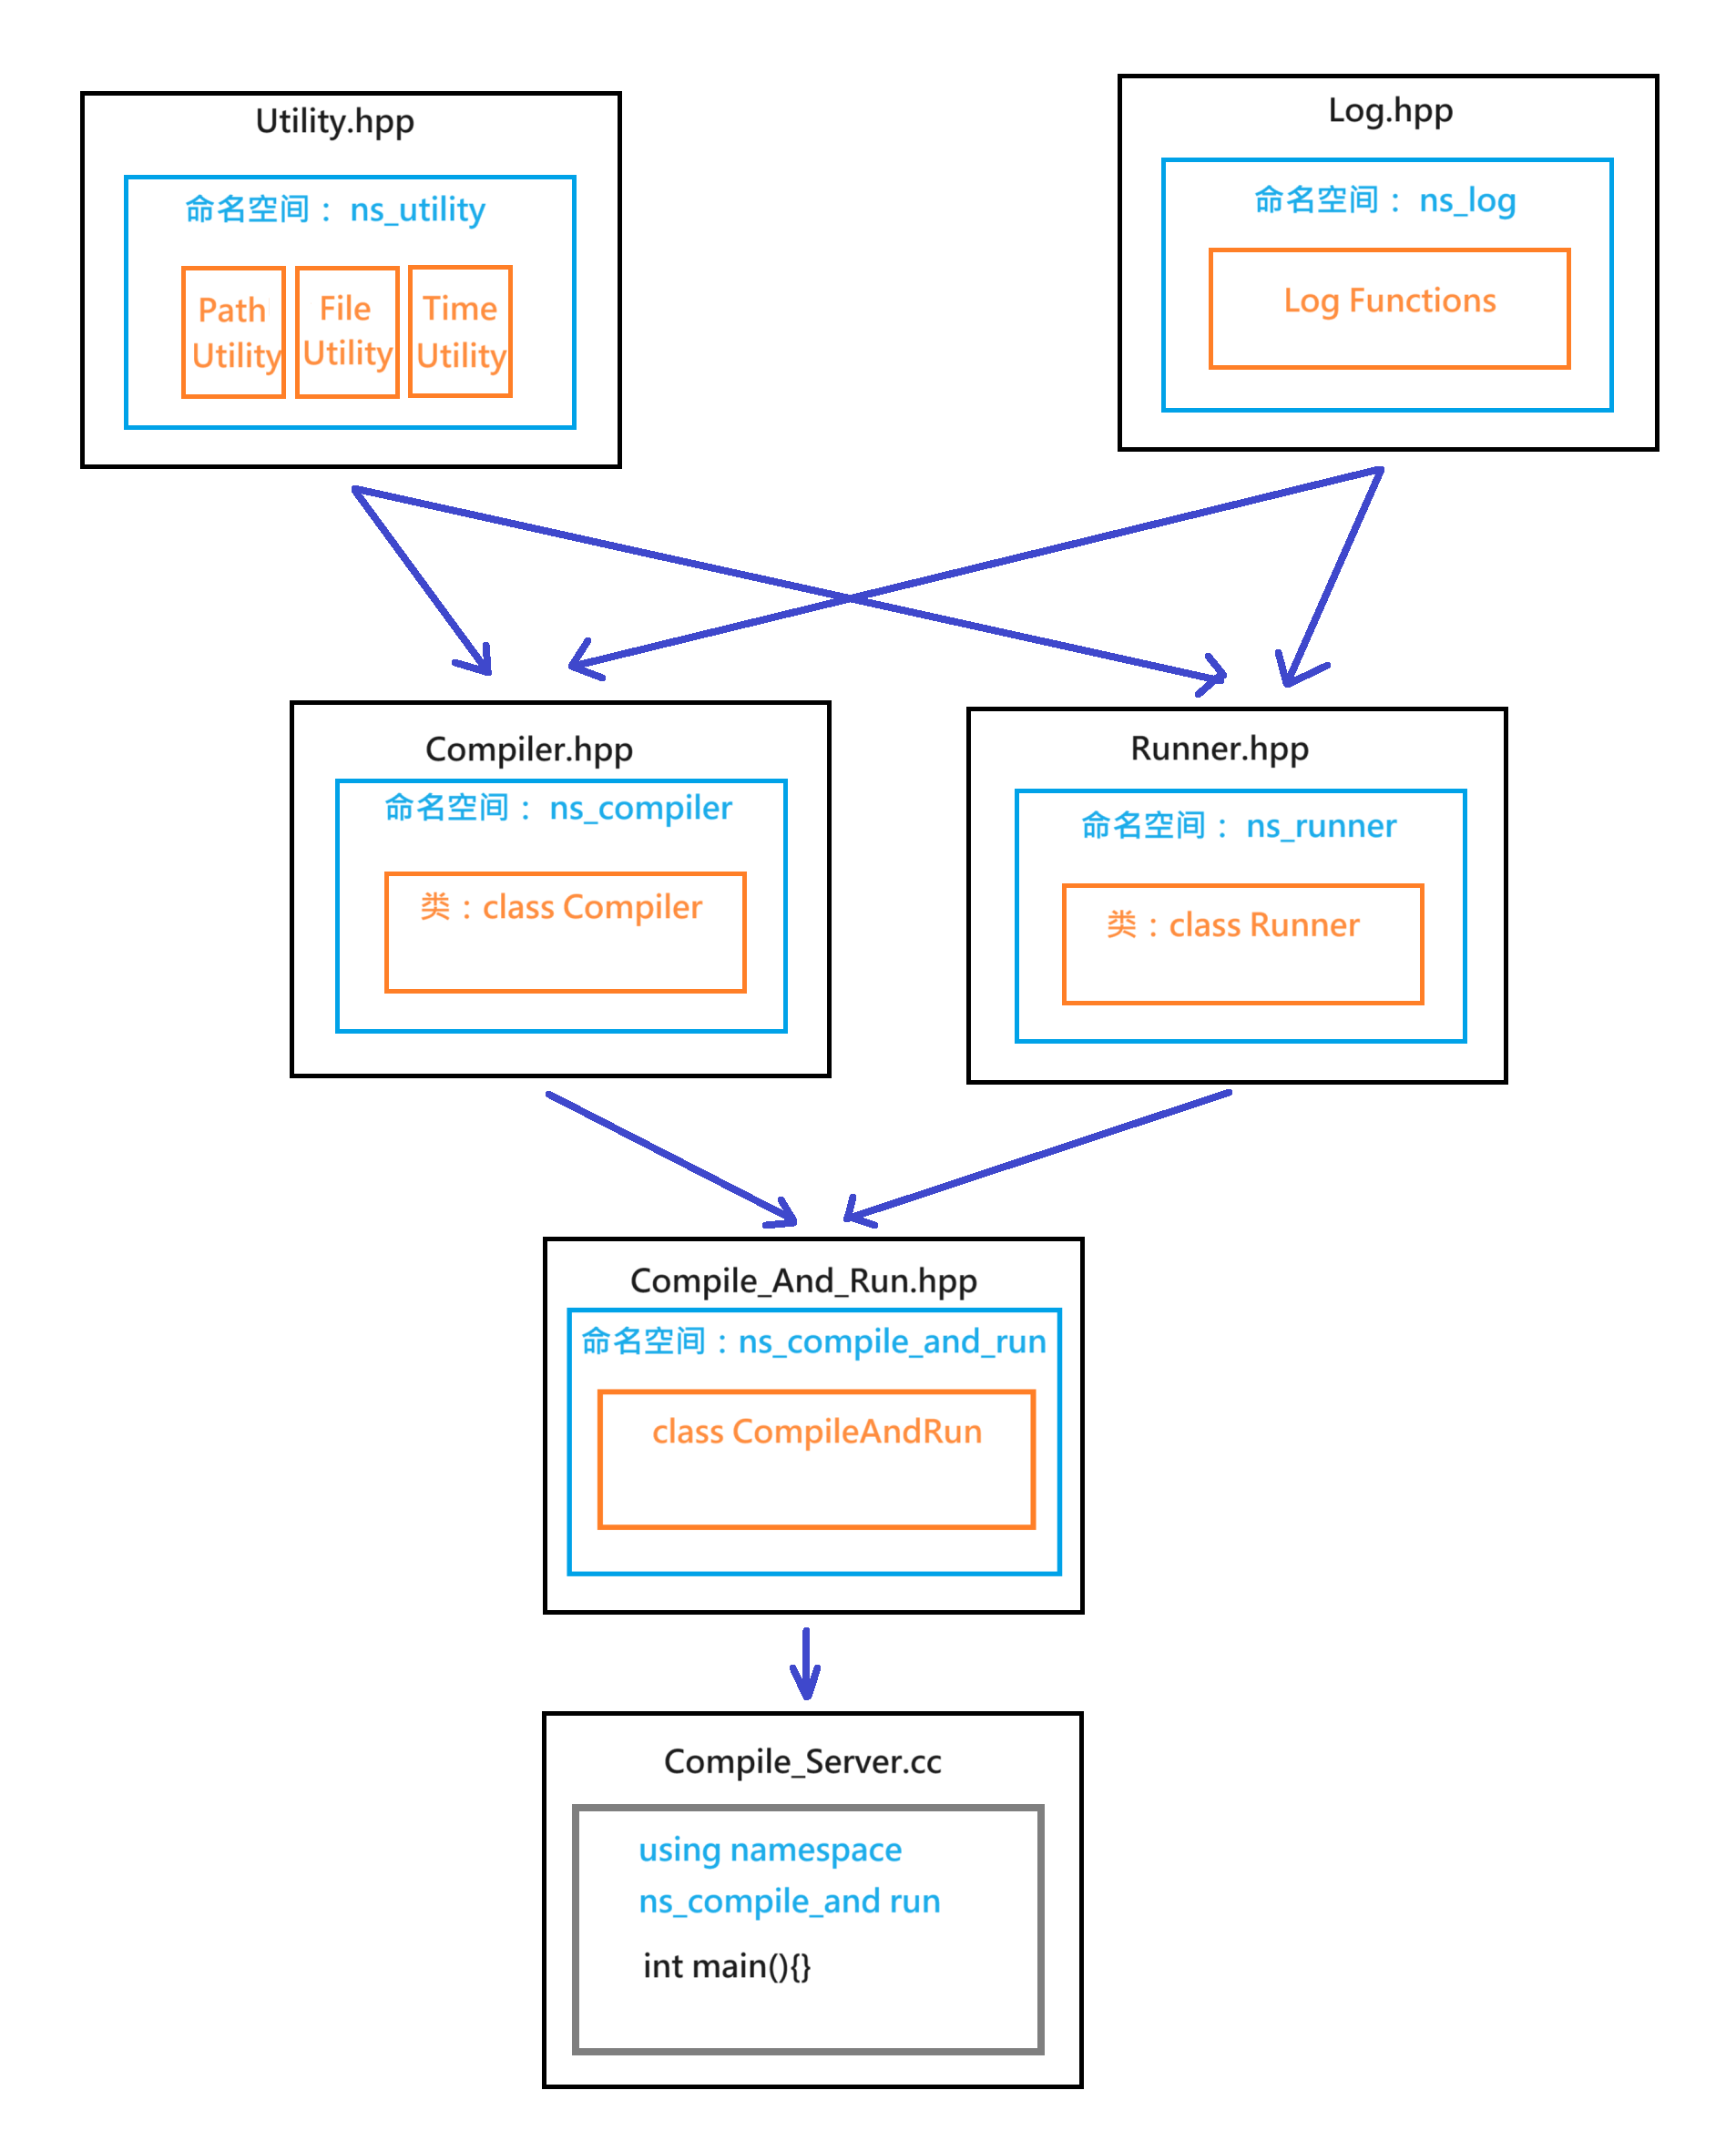 Utility.hpp
命名空间： ns_utility
Path
Utility
File
Utility
Time
Utility
Log.hpp
命名空间： ns_log
Log Functions
Compiler.hpp
命名空间： ns_compiler
类：class Compiler
Runner.hpp
命名空间： ns_runner
类：class Runner
Compile_And_Run.hpp
命名空间：ns_compile_and_run
class CompileAndRun
Compile_Server.cc
using namespace
ns_compile_and run
int main(){}